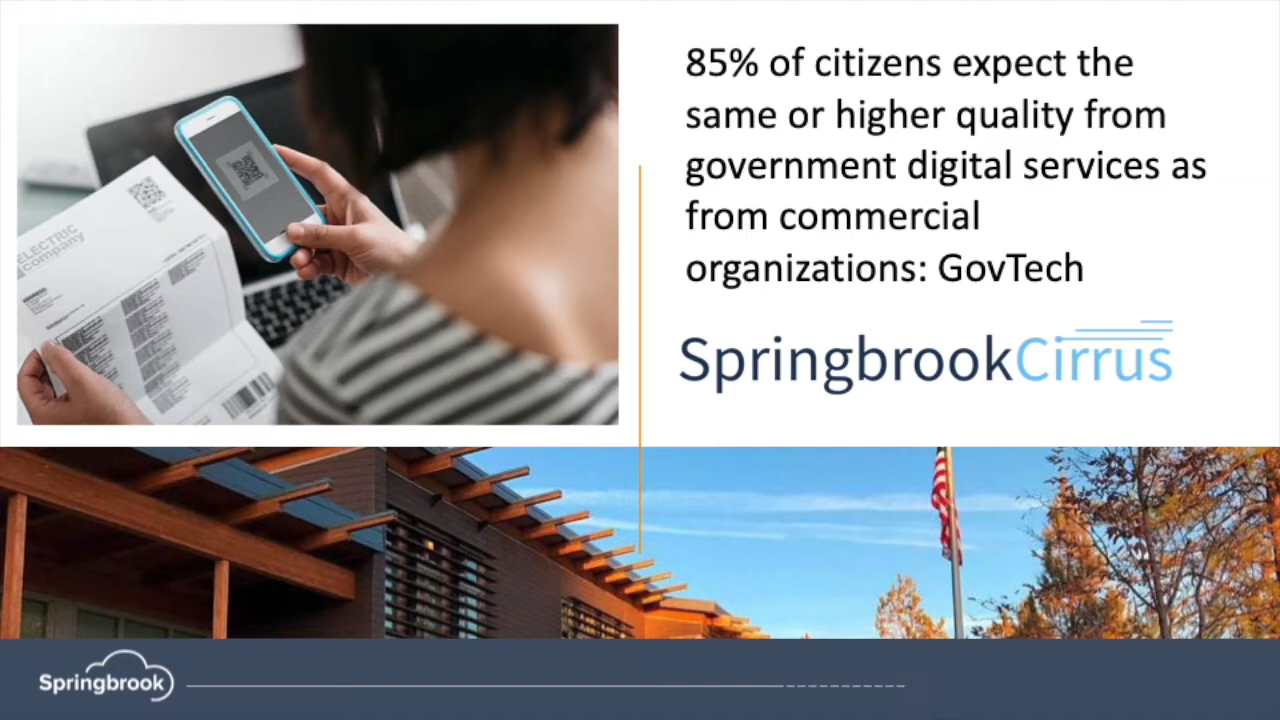 85% of citizens expect the
same or higher quality from
government digital services as
from commercial
organizations: GovTech
SpringbrookCirrus
ELECTRIC
company
Springbrook